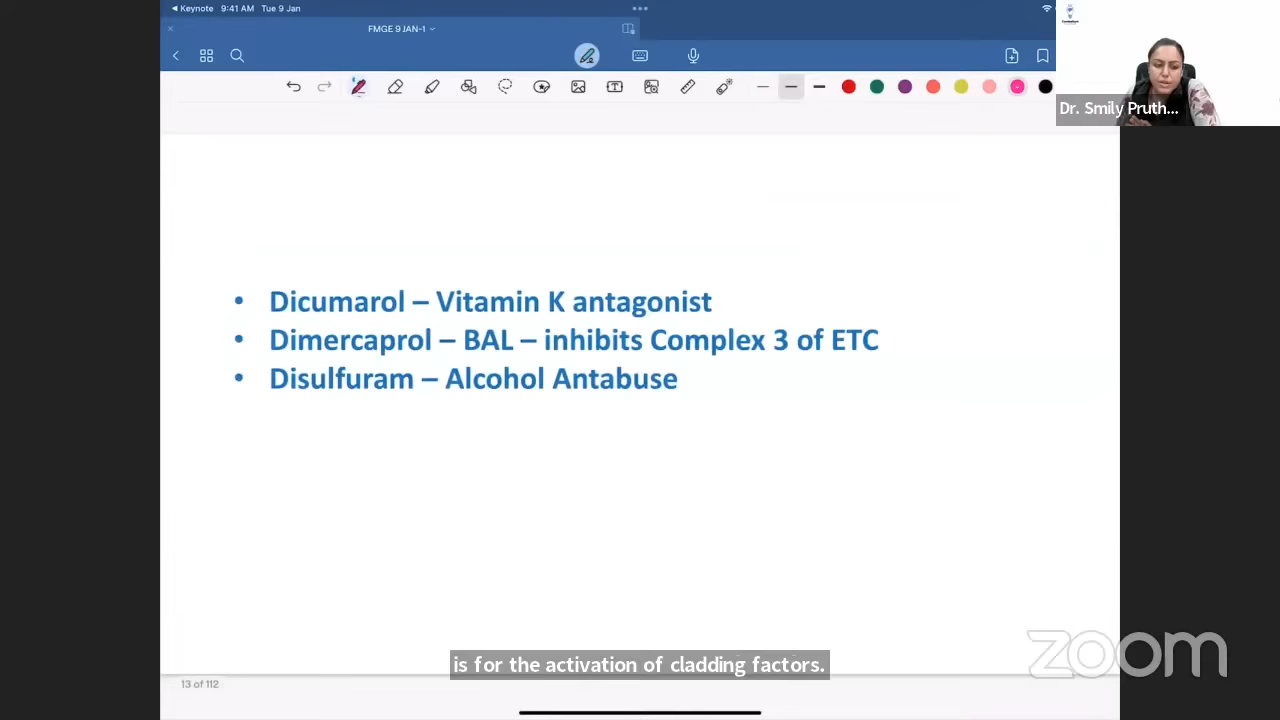 Keynote 9:41 AM Tue 9 Jan
FMGE 9 JAN-1
Dr. Smily Pruth...
• Dicumarol – Vitamin K antagonist
• Dimercaprol – BAL – inhibits Complex 3 of ETC
• Disulfuram – Alcohol Antabuse
is for the activation of cladding factors.
zoom
13 of 112